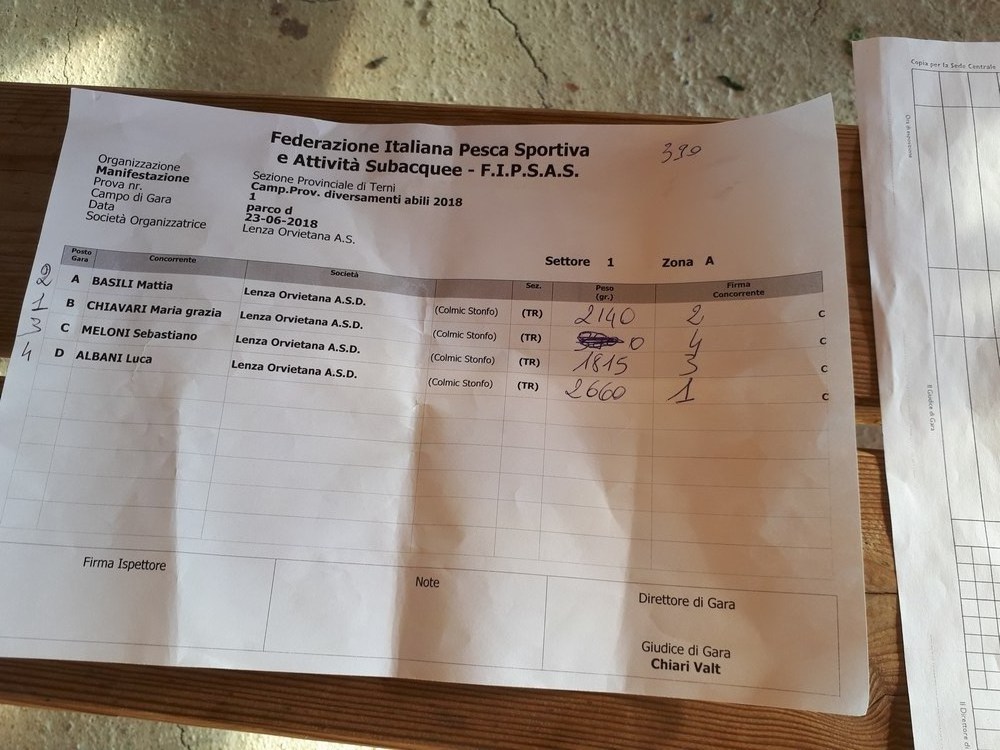 Federazione Italiana Pesca Sportiva
e Attività Subacquee - F.I.P.S.A.S.
390
Organizzazione Sezione Provinciale di Terni
Manifestazione Camp.Prov. diversamenti abili 2018
Prova nr. 1
Campo di Gara parco d
Data 23-06-2018
Società Organizzatrice Lenza Orvietana A.S.
Settore 1 Zona A
Posto Gara Concorrente Società Sez. Peso (gr.) Firma Concorrente
2 A BASILI Mattia Lenza Orvietana A.S.D. (Colmic Stonfo) (TR) 2140 2 C
1 B CHIAVARI Maria grazia Lenza Orvietana A.S.D. (Colmic Stonfo) (TR) 0 4 C
3 C MELONI Sebastiano Lenza Orvietana A.S.D. (Colmic Stonfo) (TR) 1815 3 C
4 D ALBANI Luca Lenza Orvietana A.S.D. (Colmic Stonfo) (TR) 2660 1 C
Firma Ispettore Note Direttore di Gara
Giudice di Gara
Chiari Valt
Copia per la Sede Centrale
Il Giudice di Gara
Il Direttore d